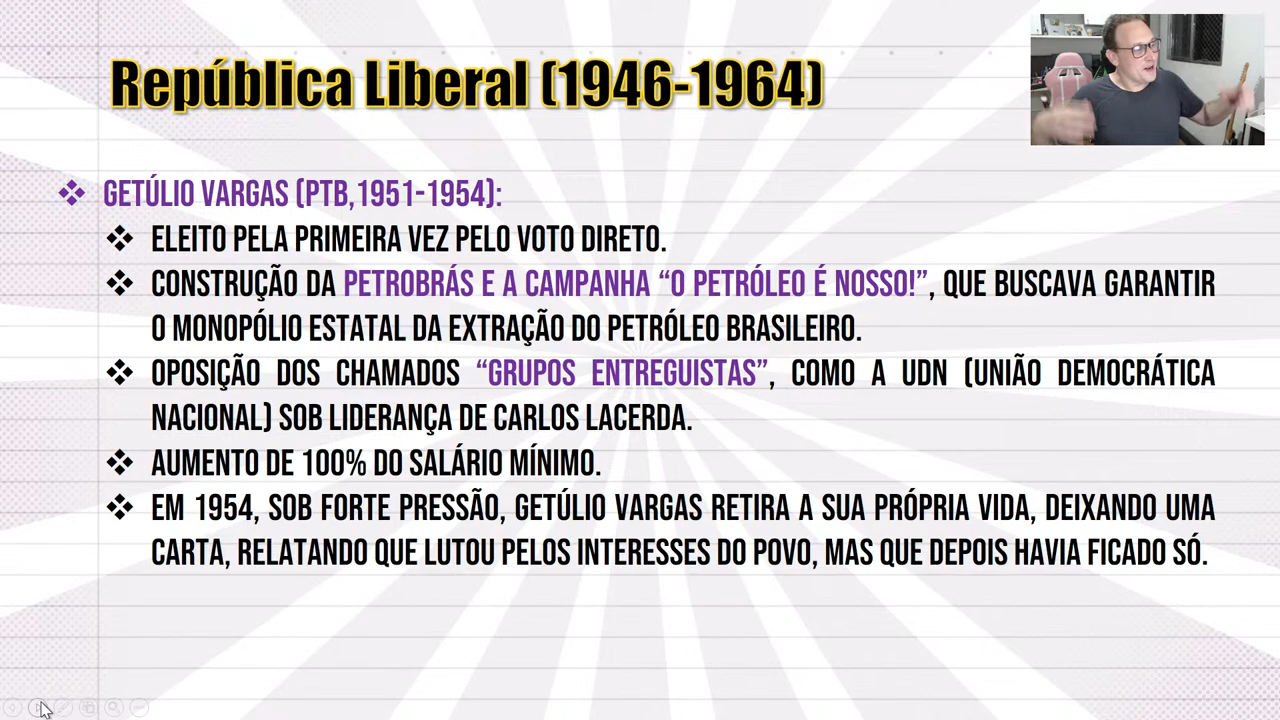 República Liberal (1946-1964)
GETÚLIO VARGAS (PTB,1951-1954):
ELEITO PELA PRIMEIRA VEZ PELO VOTO DIRETO.
CONSTRUÇÃO DA PETROBRÁS E A CAMPANHA “O PETRÓLEO É NOSSO!”, QUE BUSCAVA GARANTIR
O MONOPÓLIO ESTATAL DA EXTRAÇÃO DO PETRÓLEO BRASILEIRO.
OPOSIÇÃO DOS CHAMADOS “GRUPOS ENTREGUISTAS”, COMO A UDN (UNIÃO DEMOCRÁTICA
NACIONAL) SOB LIDERANÇA DE CARLOS LACERDA.
AUMENTO DE 100% DO SALÁRIO MÍNIMO.
EM 1954, SOB FORTE PRESSÃO, GETÚLIO VARGAS RETIRA A SUA PRÓPRIA VIDA, DEIXANDO UMA
CARTA, RELATANDO QUE LUTOU PELOS INTERESSES DO POVO, MAS QUE DEPOIS HAVIA FICADO SÓ.